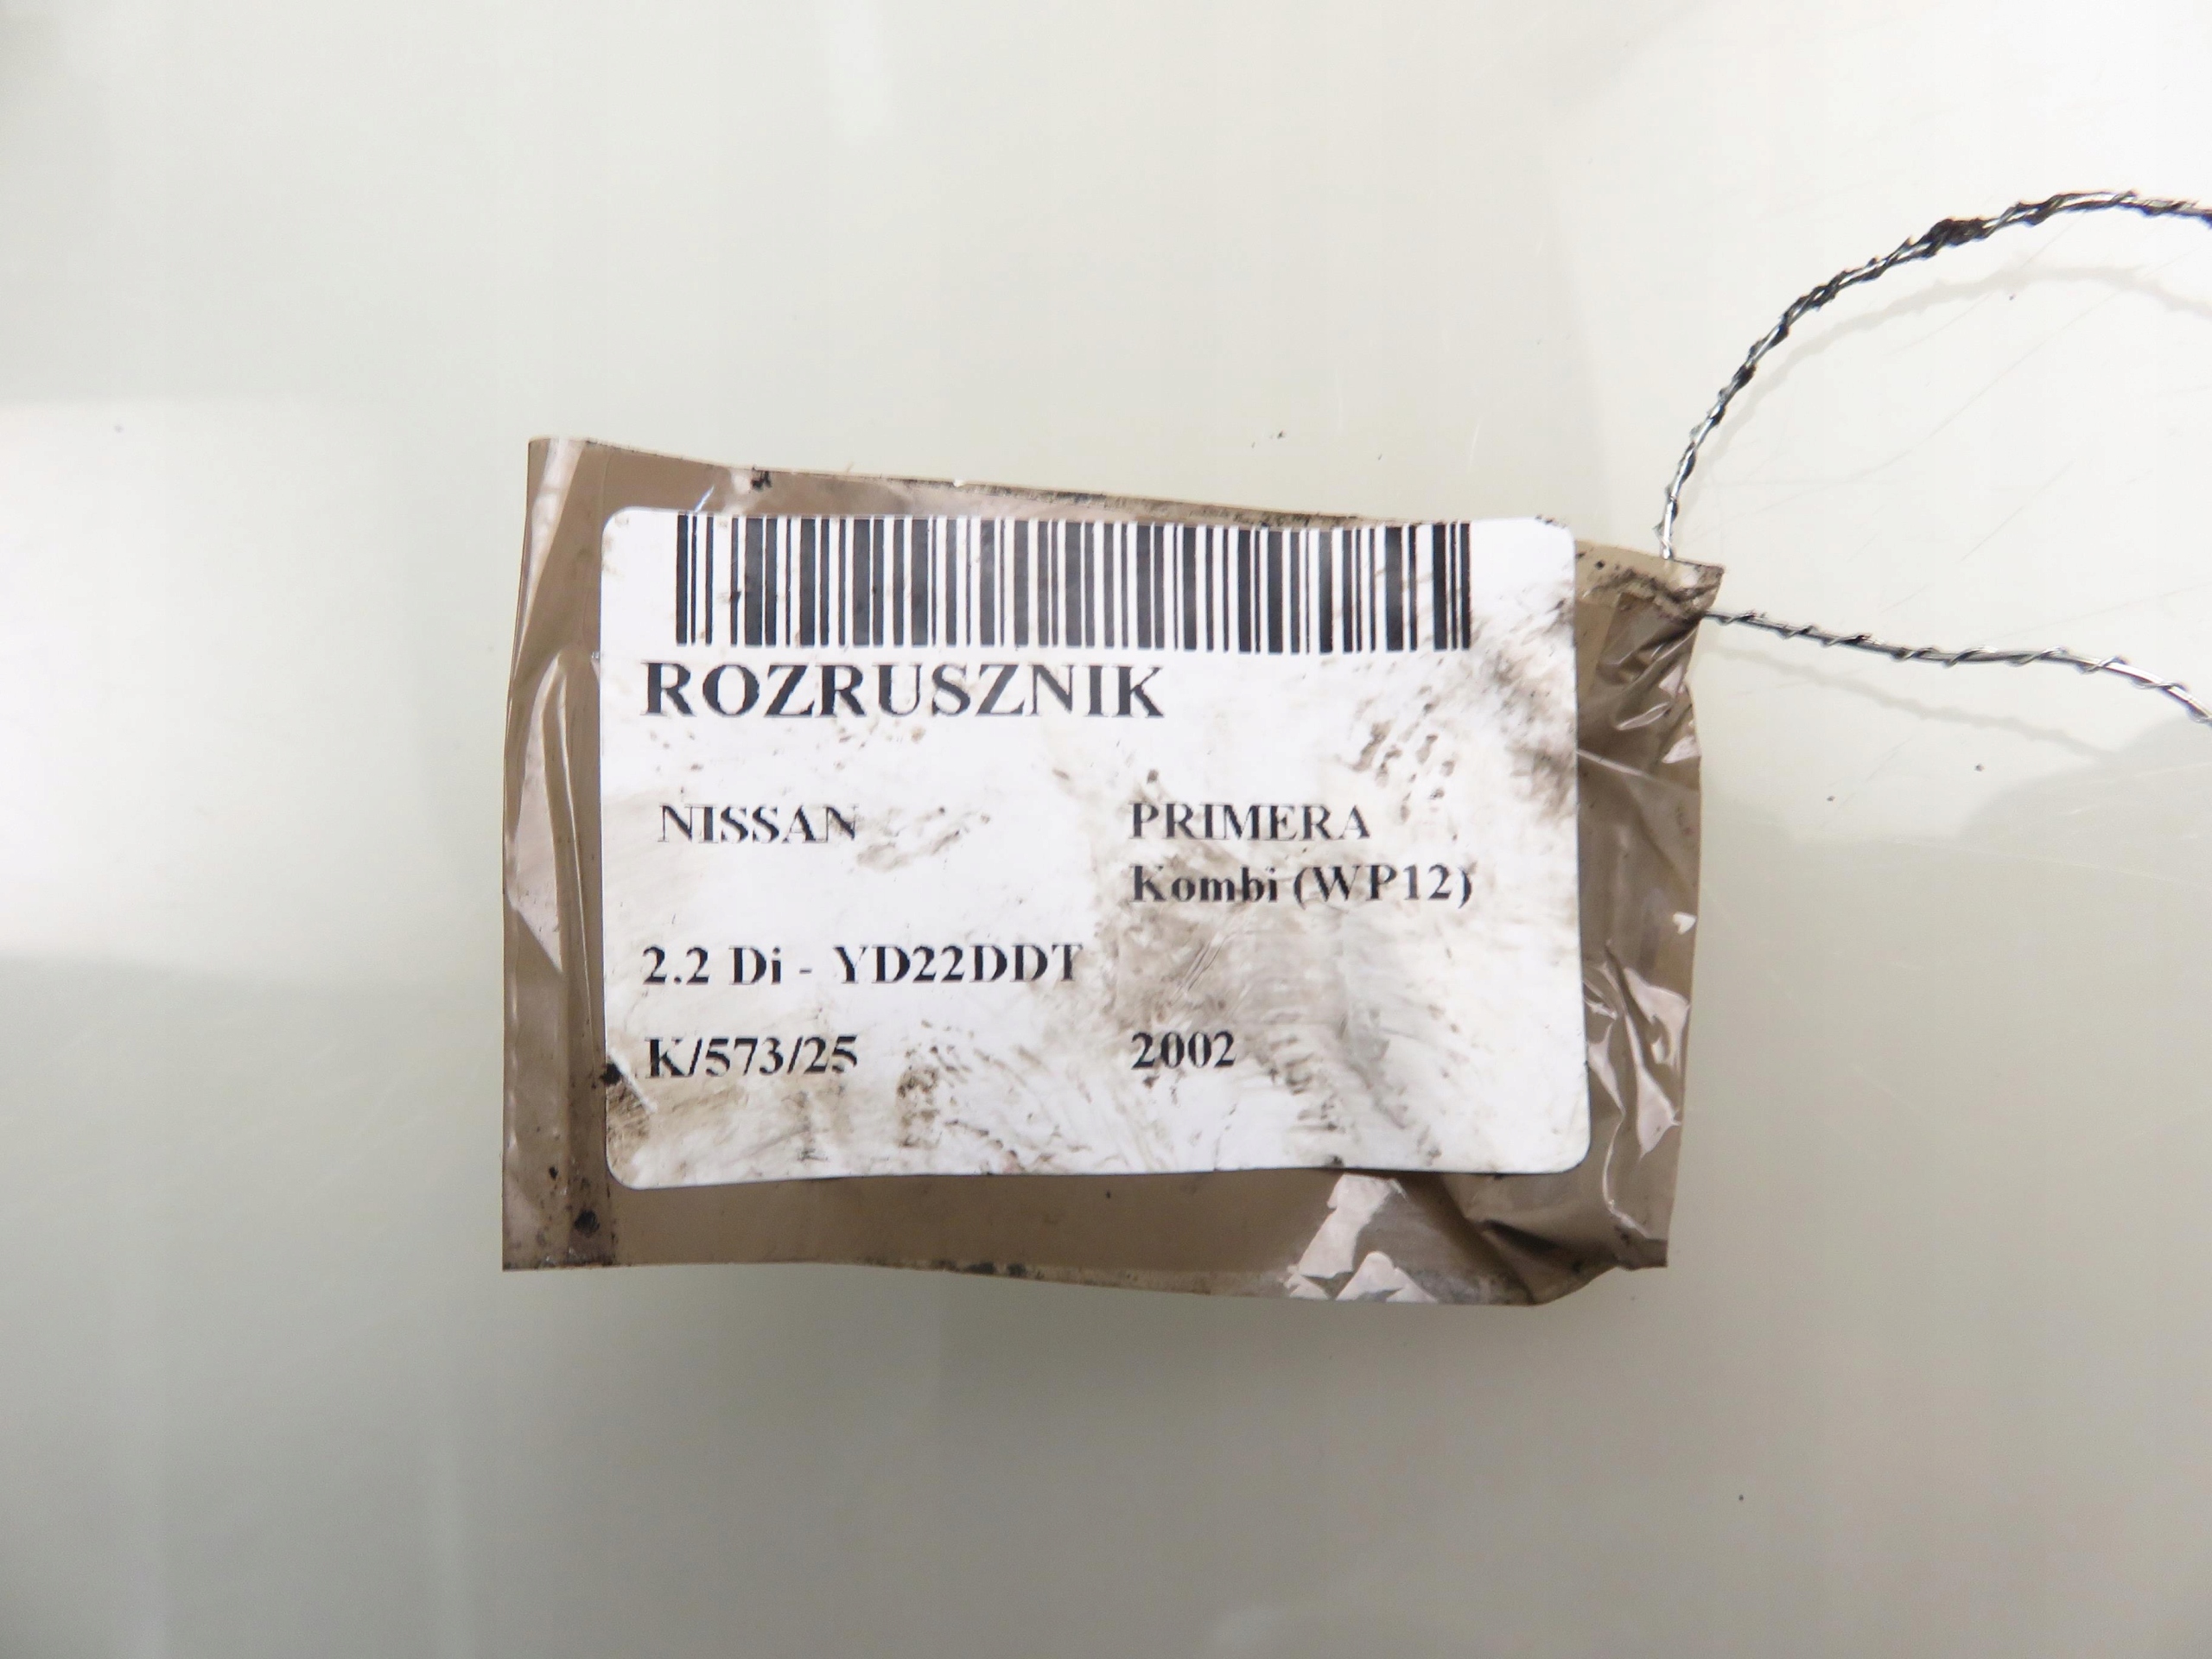 ROZRUSZNIK
NISSAN PRIMERA
Kombi (WP12)
2.2 Di - YD22DDT
K/573/25 2002